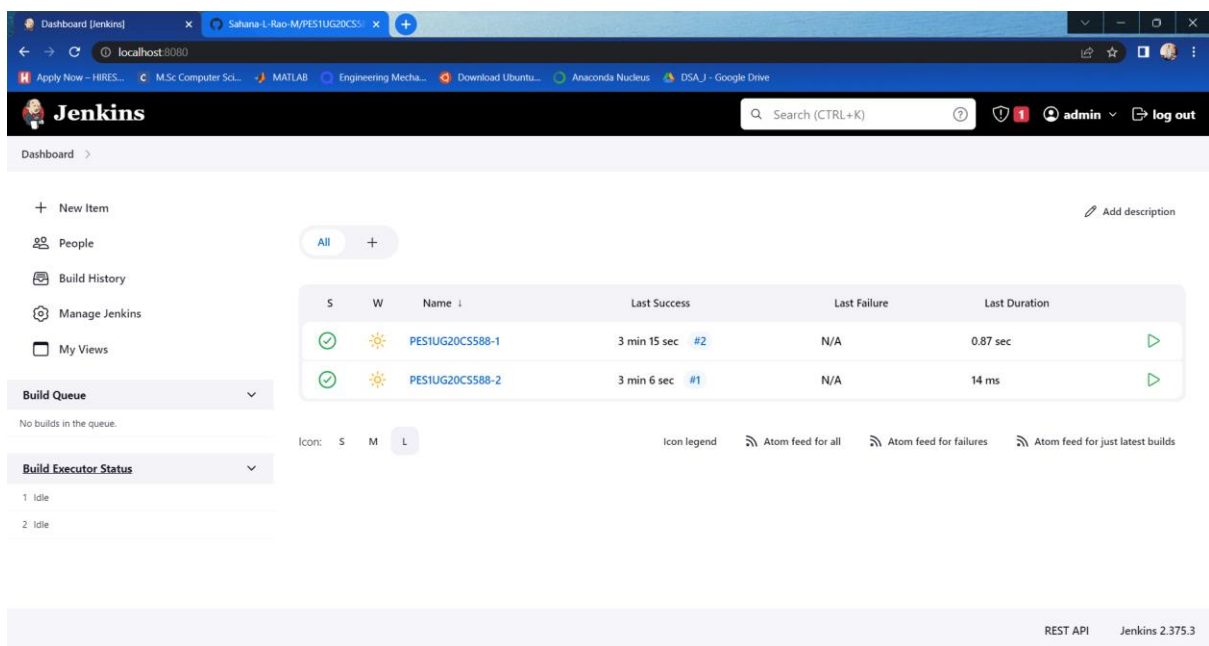 Dashboard [Jenkins]
Sahana-L-Rao-M/PES1UG20CS5
localhost:8080
Apply Now – HIRES...
M.Sc Computer Sci...
MATLAB
Engineering Mecha...
Download Ubuntu...
Anaconda Nucleus
DSA_J - Google Drive
Jenkins
Search (CTRL+K)
1
admin
log out
Dashboard
New Item
Add description
People
All
Build History
Manage Jenkins
My Views
S W Name ↓ Last Success Last Failure Last Duration
PES1UG20CS588-1 3 min 15 sec #2 N/A 0.87 sec
PES1UG20CS588-2 3 min 6 sec #1 N/A 14 ms
Build Queue
No builds in the queue.
Icon: S M L
Icon legend
Atom feed for all
Atom feed for failures
Atom feed for just latest builds
Build Executor Status
1 Idle
2 Idle
REST API
Jenkins 2.375.3